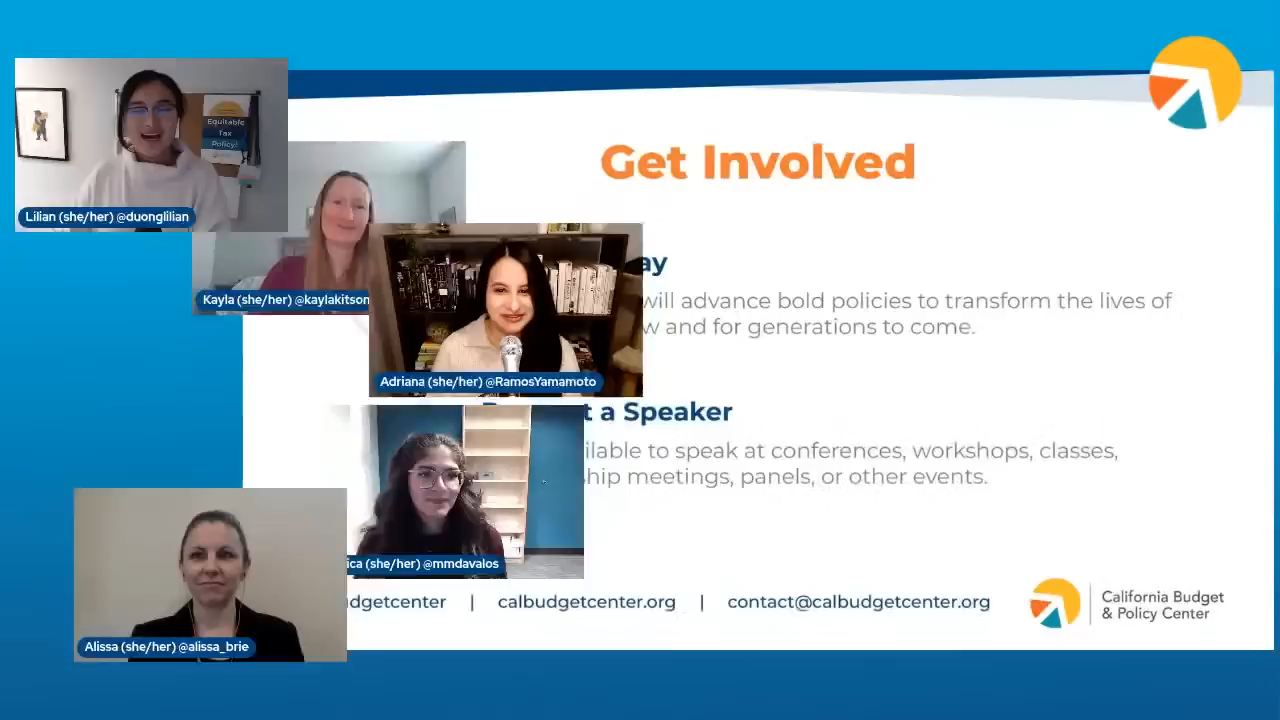 Get Involved
Equitable
Tax
Policy!
Lilian (she/her) @duonglilian
Kayla (she/her) @kaylakitson
ay
will advance bold policies to transform the lives of
w and for generations to come.
Adriana (she/her) @RamosYamamoto
t a Speaker
ilable to speak at conferences, workshops, classes,
ship meetings, panels, or other events.
ica (she/her) @mmdavalos
dgetcenter | calbudgetcenter.org | contact@calbudgetcenter.org
California Budget
& Policy Center
Alissa (she/her) @alissa_brie